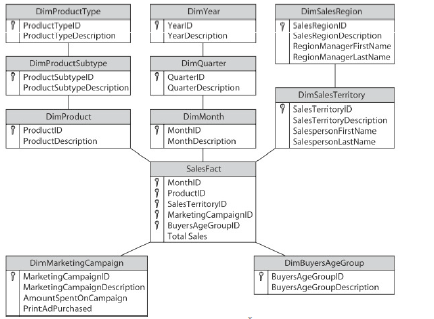 DimProductType
ProductTypeID
ProductTypeDescription
DimYear
YearID
YearDescription
DimSalesRegion
SalesRegionID
SalesRegionDescription
RegionManagerFirstName
RegionManagerLastName
DimProductSubtype
ProductSubtypeID
ProductSubtypeDescription
DimQuarter
QuarterID
QuarterDescription
DimSalesTerritory
SalesTerritoryID
SalesTerritoryDescription
SalespersonFirstName
SalespersonLastName
DimProduct
ProductID
ProductDescription
DimMonth
MonthID
MonthDescription
SalesFact
MonthID
ProductID
SalesTerritoryID
MarketingCampaignID
BuyersAgeGroupID
Total Sales
DimMarketingCampaign
MarketingCampaignID
MarketingCampaignDescription
AmountSpentOnCampaign
PrintAdPurchased
DimBuyersAgeGroup
BuyersAgeGroupID
BuyersAgeGroupDescription